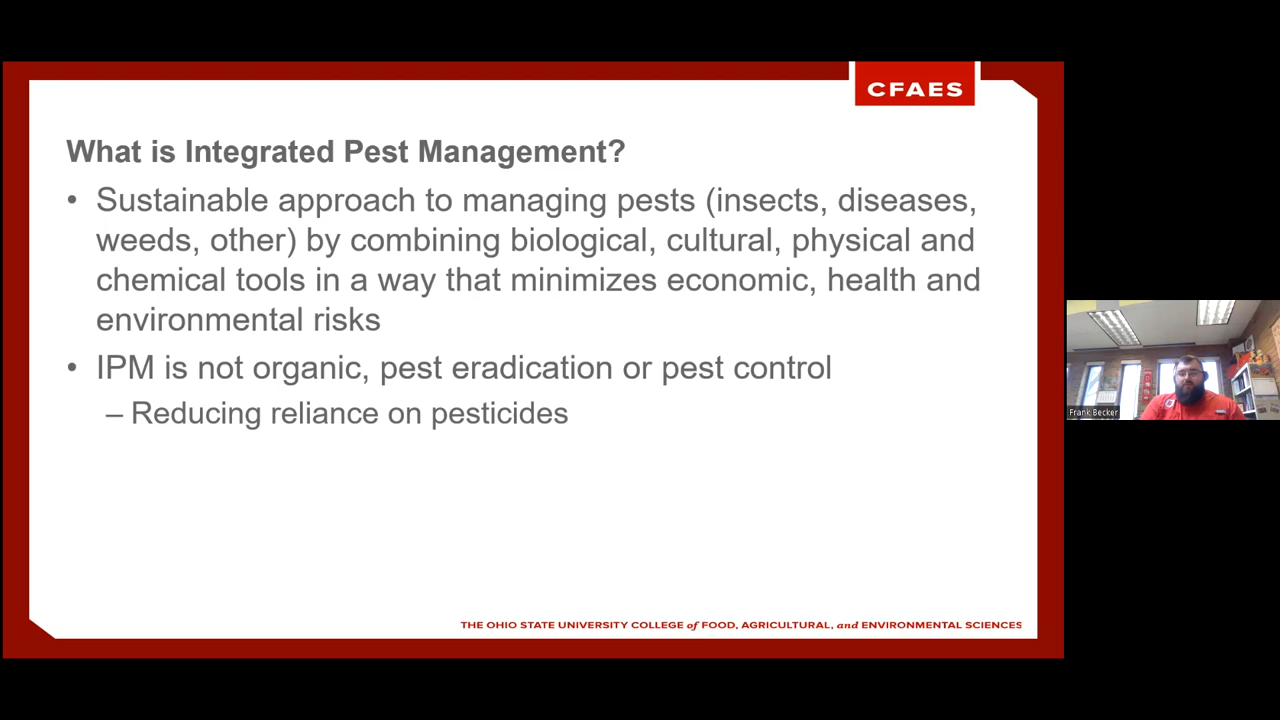 CFAES
What is Integrated Pest Management?
• Sustainable approach to managing pests (insects, diseases,
weeds, other) by combining biological, cultural, physical and
chemical tools in a way that minimizes economic, health and
environmental risks
• IPM is not organic, pest eradication or pest control
– Reducing reliance on pesticides
THE OHIO STATE UNIVERSITY COLLEGE of FOOD, AGRICULTURAL, and ENVIRONMENTAL SCIENCES
Frank Becker